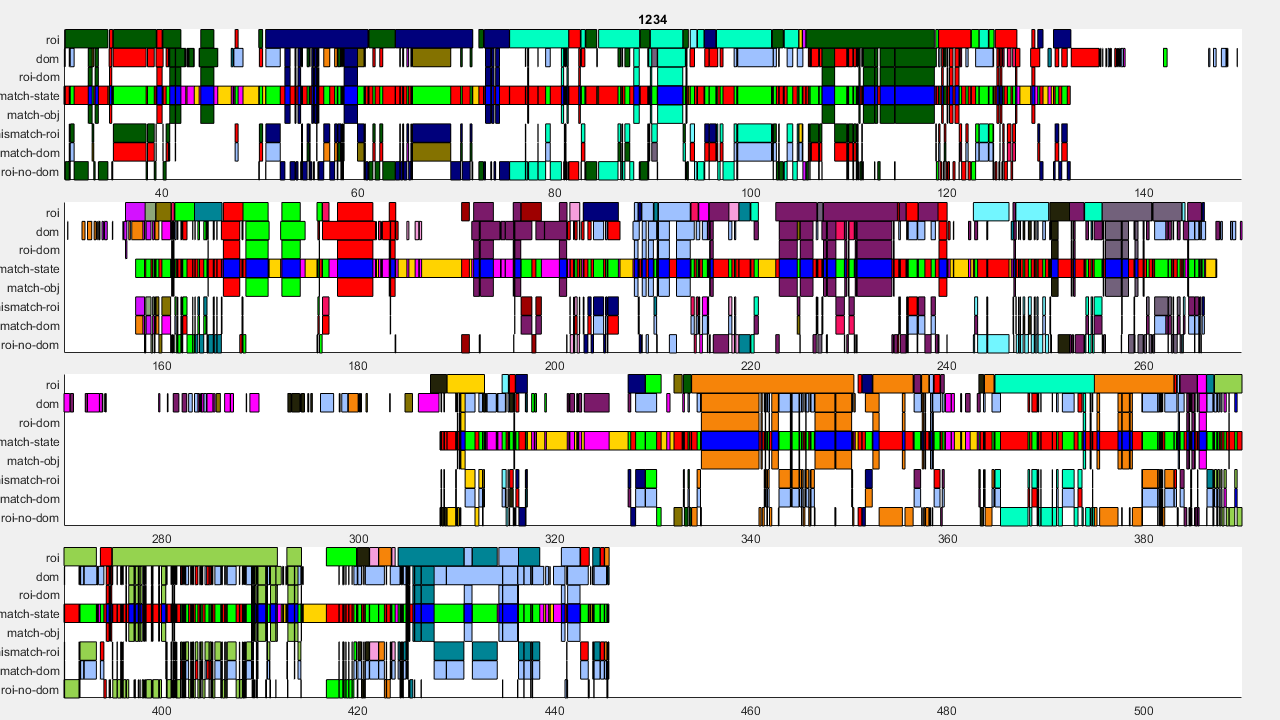 1234
roi
dom
roi-dom
match-state
match-obj
ismatch-roi
match-dom
roi-no-dom
40 60 80 100 120 140
roi
dom
roi-dom
match-state
match-obj
ismatch-roi
match-dom
roi-no-dom
160 180 200 220 240 260
roi
dom
roi-dom
match-state
match-obj
ismatch-roi
match-dom
roi-no-dom
280 300 320 340 360 380
roi
dom
roi-dom
match-state
match-obj
ismatch-roi
match-dom
roi-no-dom
400 420 440 460 480 500